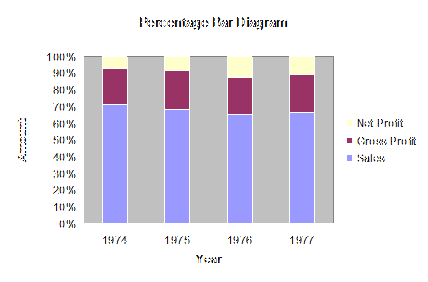 Percentage Bar Diagram
100%
90%
80%
70%
60%
50%
40%
30%
20%
10%
0%
Amount
1974 1975 1976 1977
Year
Net Profit
Gross Profit
Sales